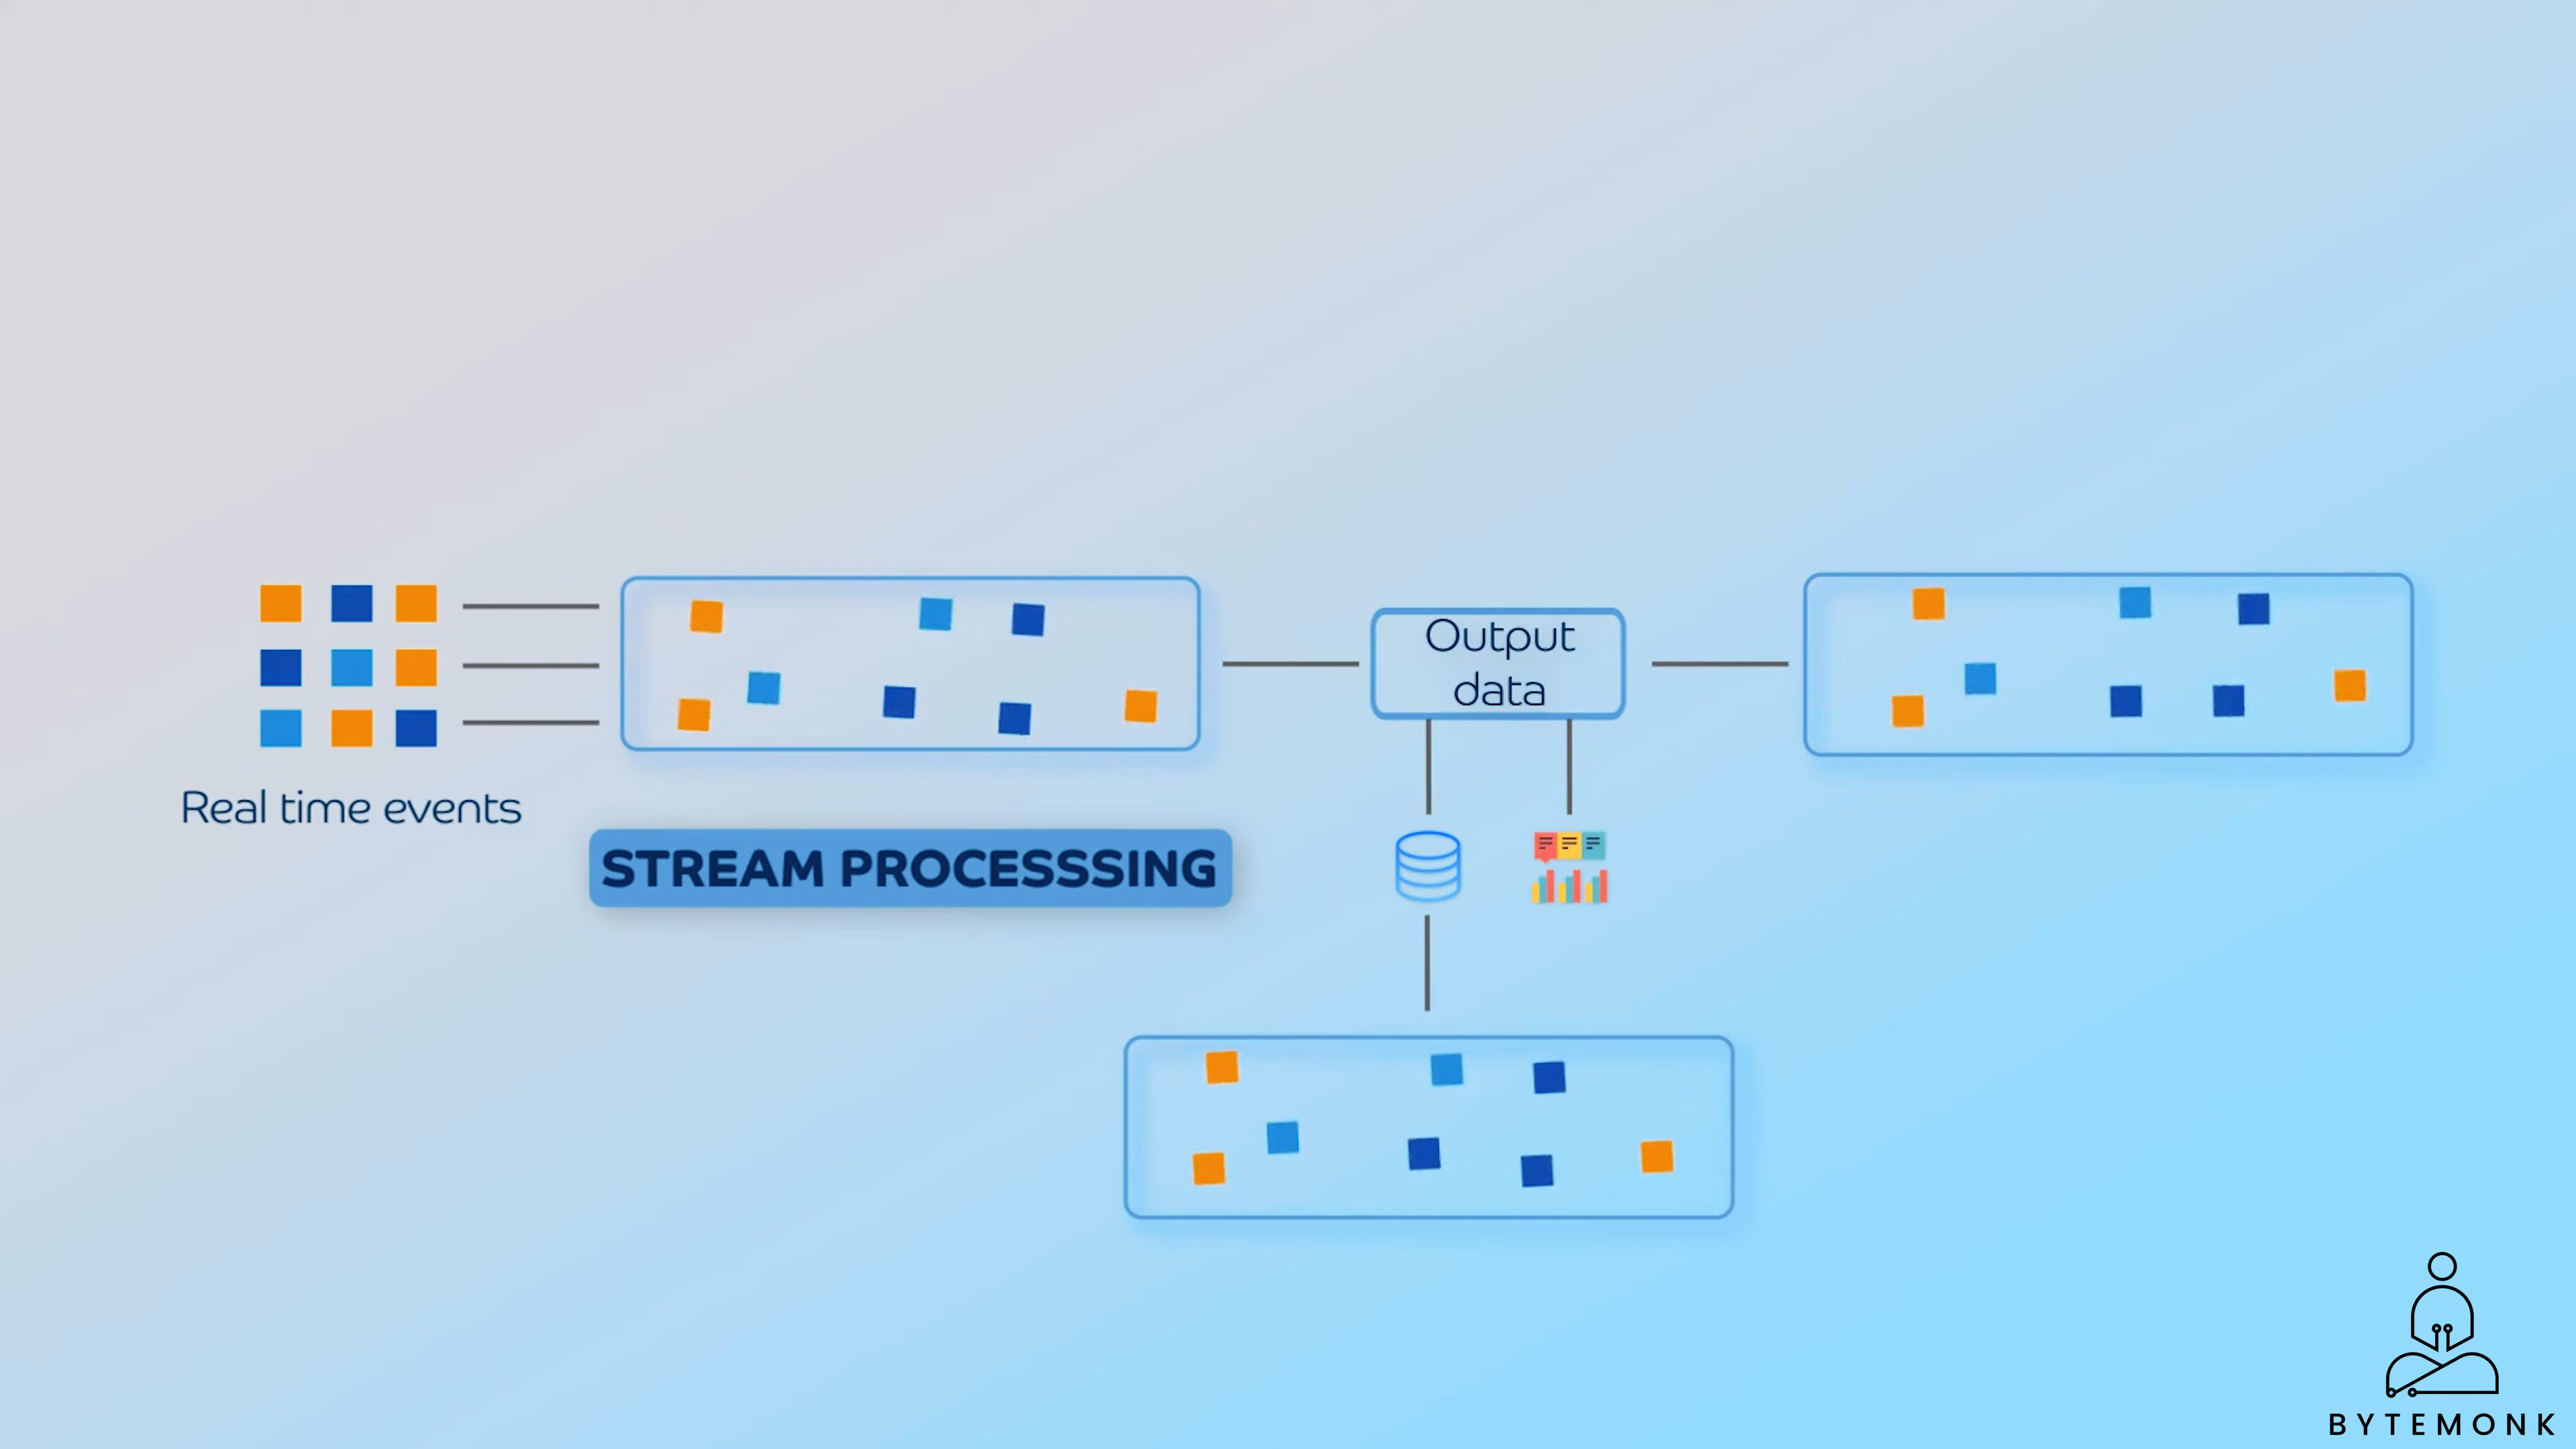 Output
data
Real time events
STREAM PROCESSSING
BYTEMONK